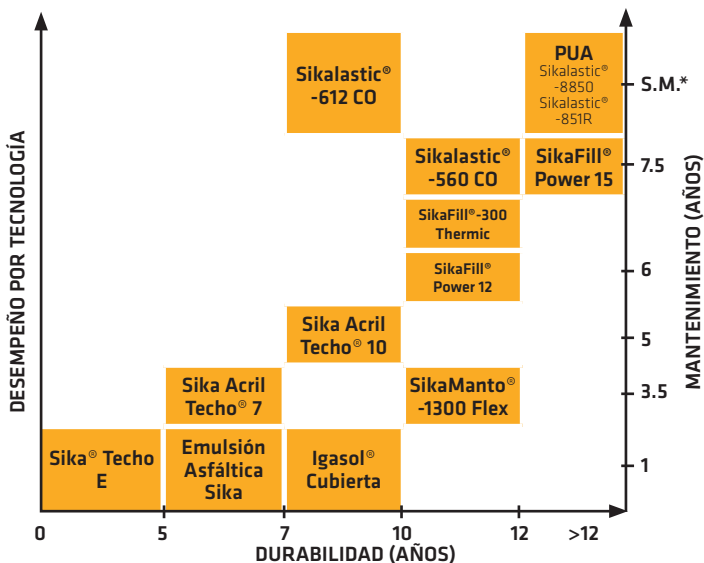 DESEMPEÑO POR TECNOLOGÍA
Sikalastic®
-612 CO
PUA
Sikalastic®
-8850
Sikalastic®
-851R
S.M.*
Sikalastic®
-560 CO
SikaFill®
Power 15
7.5
SikaFill®-300
Thermic
SikaFill®
Power 12
6
Sika Acril
Techo® 10
5
Sika Acril
Techo® 7
SikaManto®
-1300 Flex
3.5
Sika® Techo
E
Emulsión
Asfáltica
Sika
Igasol®
Cubierta
1
MANTENIMIENTO (AÑOS)
0 5 7 10 12 >12
DURABILIDAD (AÑOS)